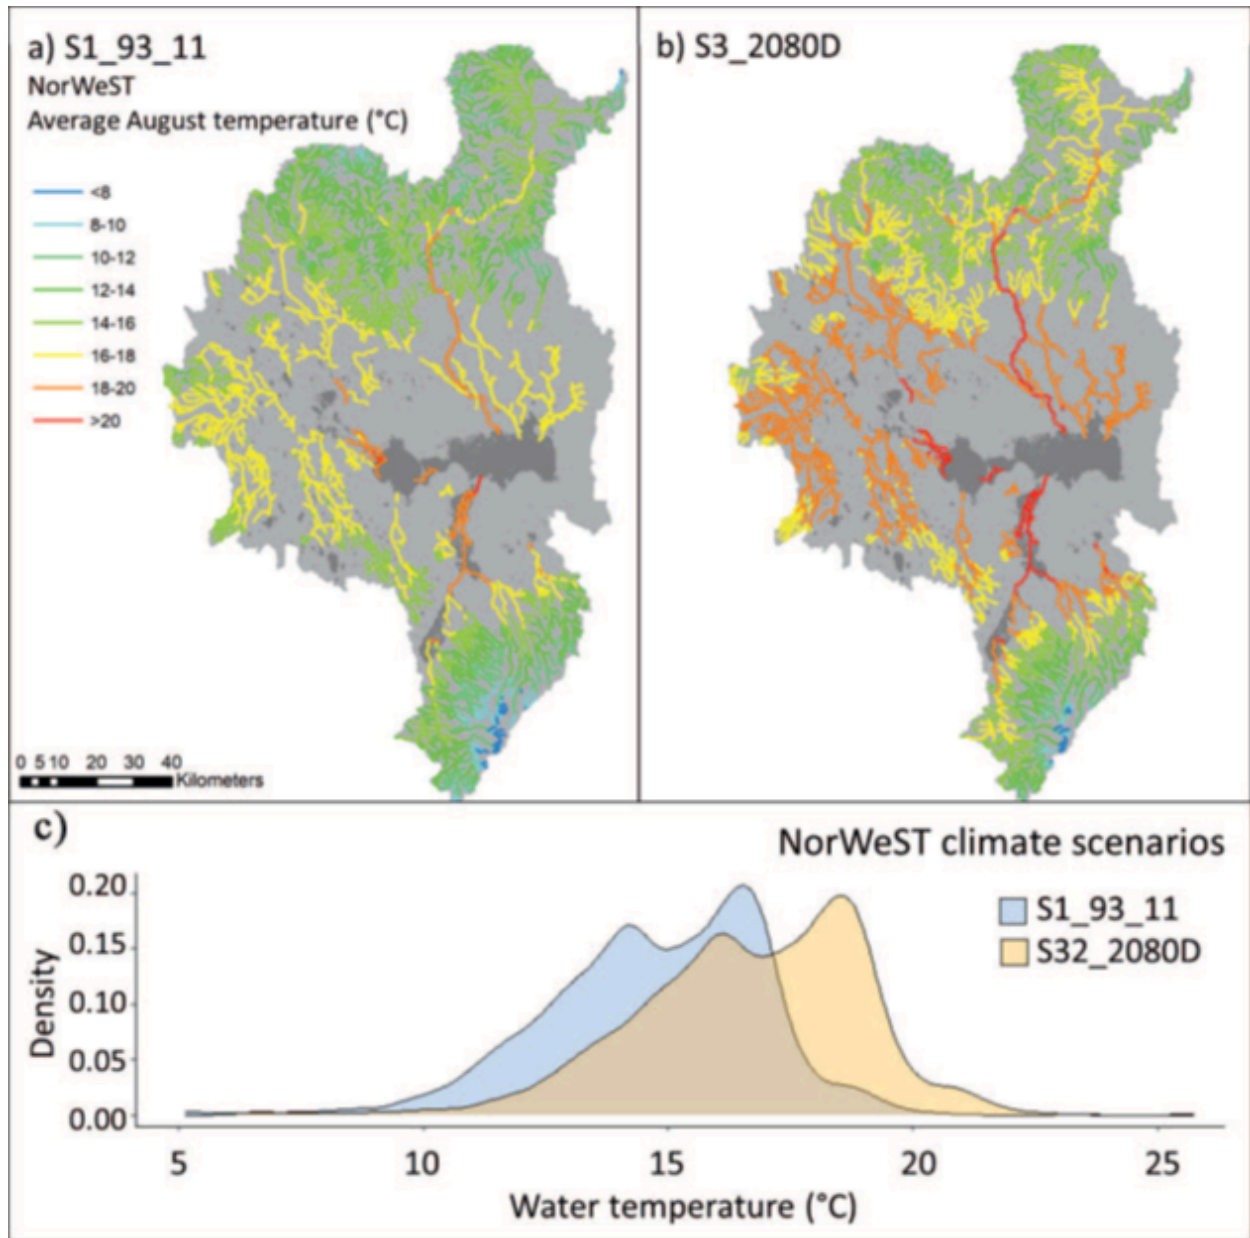 a) S1_93_11
NorWeST
Average August temperature (°C)
<8
8-10
10-12
12-14
14-16
16-18
18-20
>20
0 5 10 20 30 40
Kilometers
b) S3_2080D
c)
NorWeST climate scenarios
S1_93_11
S32_2080D
Density
0.20
0.15
0.10
0.05
0.00
5 10 15 20 25
Water temperature (°C)